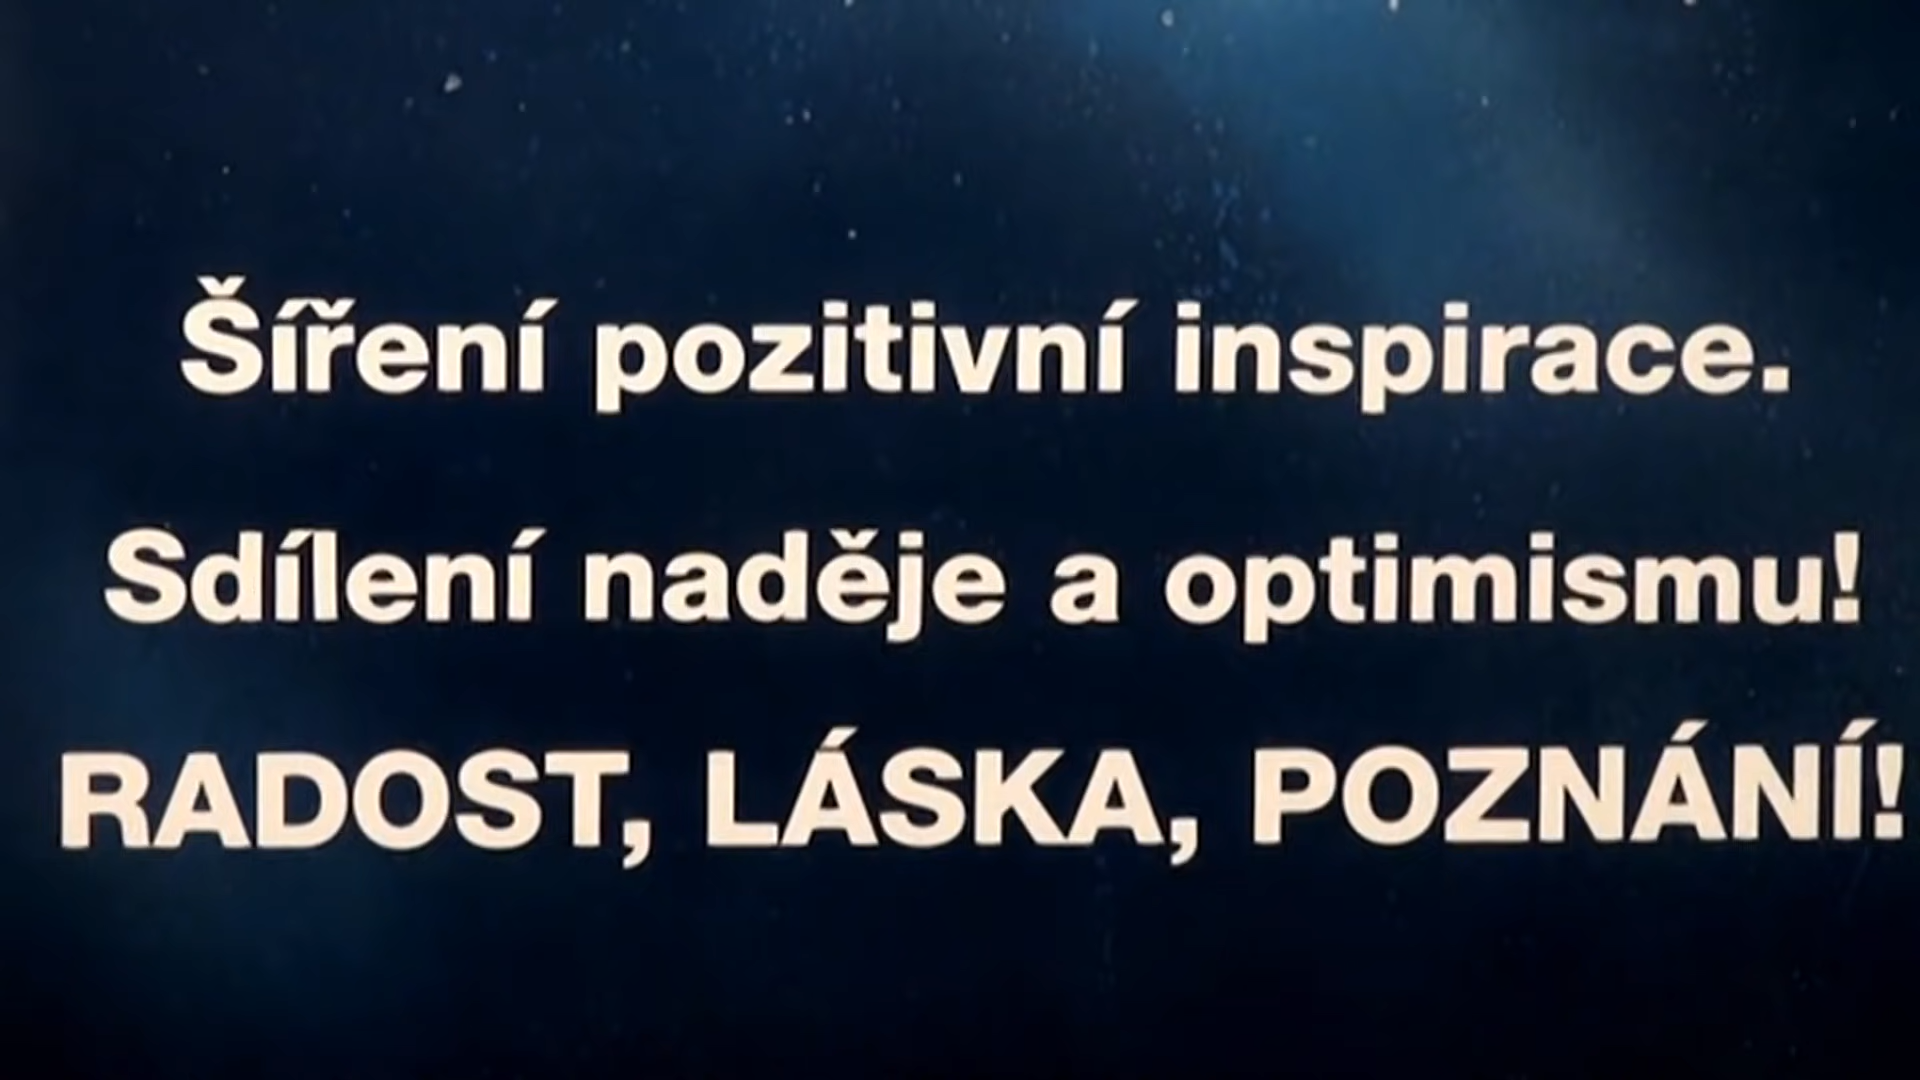 Šíření pozitivní inspirace.
Sdílení naděje a optimismu!
RADOST, LÁSKA, POZNÁNÍ!